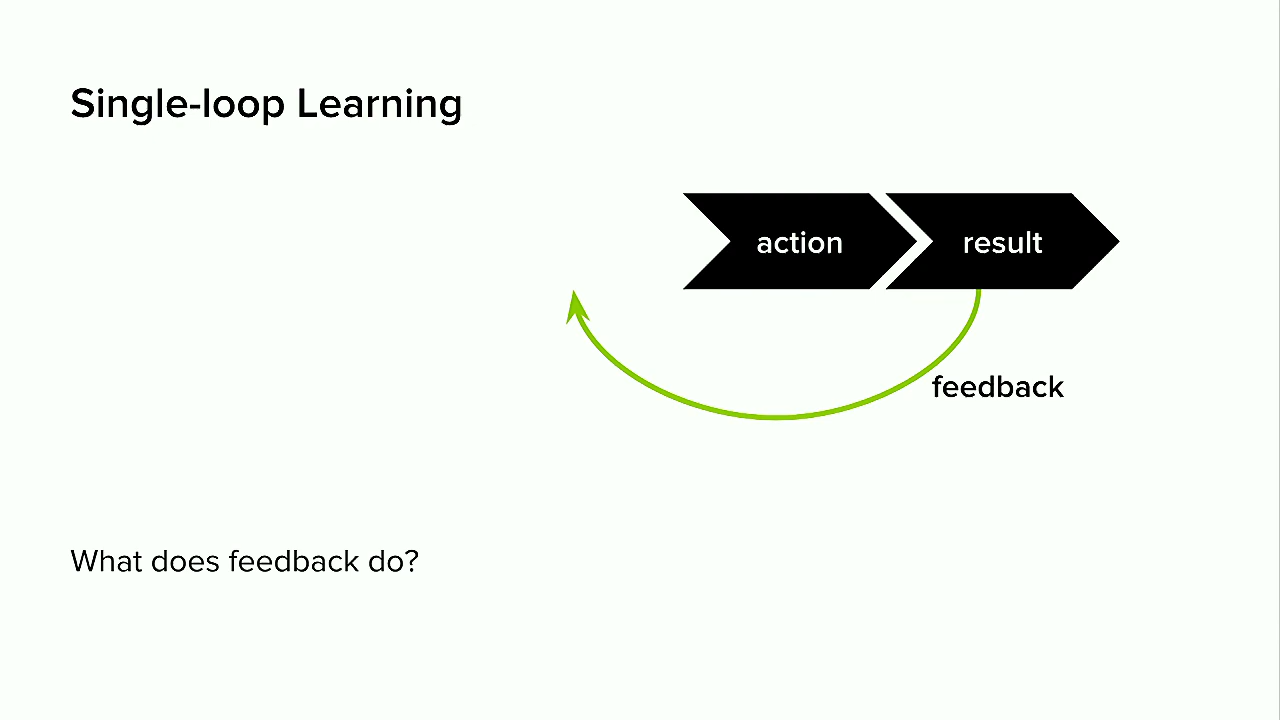 Single-loop Learning
action
result
feedback
What does feedback do?